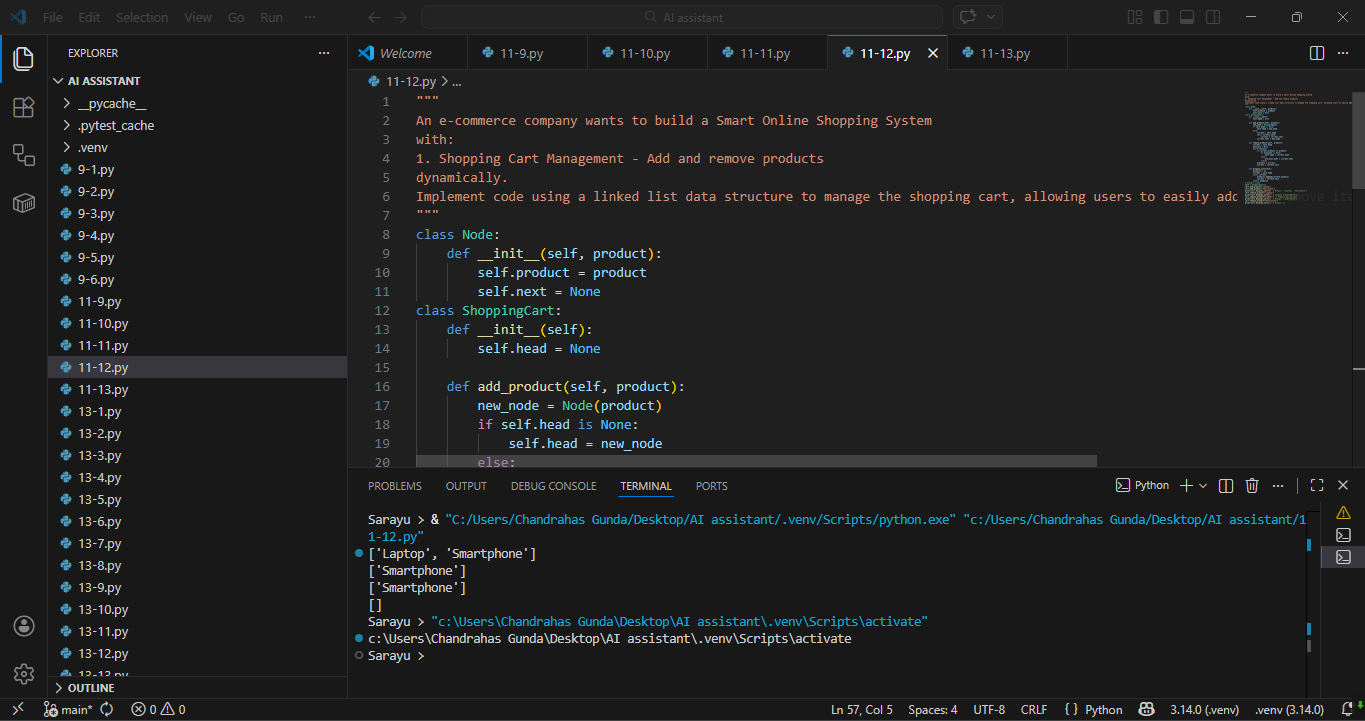 File Edit Selection View Go Run ··· AI assistant
EXPLORER ···
AI ASSISTANT
__pycache__
.pytest_cache
.venv
9-1.py
9-2.py
9-3.py
9-4.py
9-5.py
9-6.py
11-9.py
11-10.py
11-11.py
11-12.py
11-13.py
13-1.py
13-2.py
13-3.py
13-4.py
13-5.py
13-6.py
13-7.py
13-8.py
13-9.py
13-10.py
13-11.py
13-12.py
13-13.py
OUTLINE
Welcome 11-9.py 11-10.py 11-11.py 11-12.py 11-13.py
11-12.py > ...
1 """
2 An e-commerce company wants to build a Smart Online Shopping System
3 with:
4 1. Shopping Cart Management - Add and remove products
5 dynamically.
6 Implement code using a linked list data structure to manage the shopping cart, allowing users to easily add
7 """
8 class Node:
9     def __init__(self, product):
10         self.product = product
11         self.next = None
12 class ShoppingCart:
13     def __init__(self):
14         self.head = None
15
16     def add_product(self, product):
17         new_node = Node(product)
18         if self.head is None:
19             self.head = new_node
20         else:
PROBLEMS OUTPUT DEBUG CONSOLE TERMINAL PORTS Python
Sarayu > & "C:/Users/Chandrahas Gunda/Desktop/AI assistant/.venv/Scripts/python.exe" "c:/Users/Chandrahas Gunda/Desktop/AI assistant/1
1-12.py"
['Laptop', 'Smartphone']
['Smartphone']
['Smartphone']
[]
Sarayu > "c:\Users\Chandrahas Gunda\Desktop\AI assistant\.venv\Scripts\activate"
c:\Users\Chandrahas Gunda\Desktop\AI assistant\.venv\Scripts\activate
Sarayu >
main* 0 0 Ln 57, Col 5 Spaces: 4 UTF-8 CRLF { } Python 3.14.0 (.venv) .venv (3.14.0)